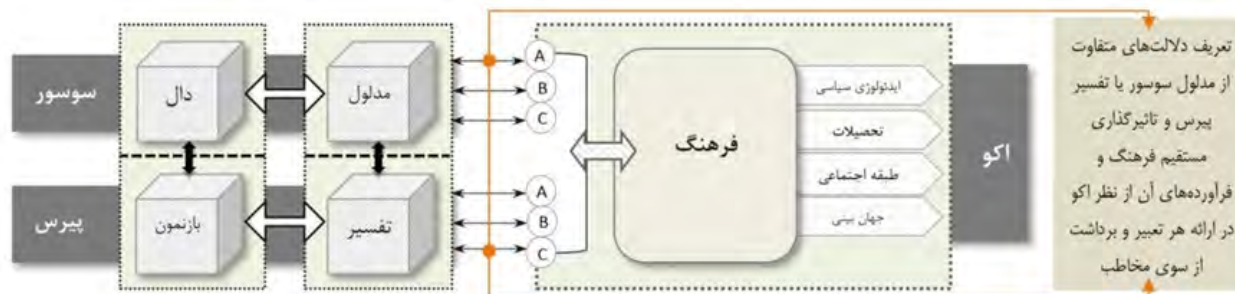 سوسور
دال
مدلول
A
B
C
پیرس
بازنمون
تفسیر
A
B
C
فرهنگ
ایدئولوژی سیاسی
تحصیلات
طبقه اجتماعی
جهان بینی
اکو
تعریف دلالت‌های متفاوت
از مدلول سوسور یا تفسیر
پیرس و تاثیرگذاری
مستقیم فرهنگ و
فرآورده‌های آن از نظر اکو
در ارائه هر تعبیر و برداشت
از سوی مخاطب